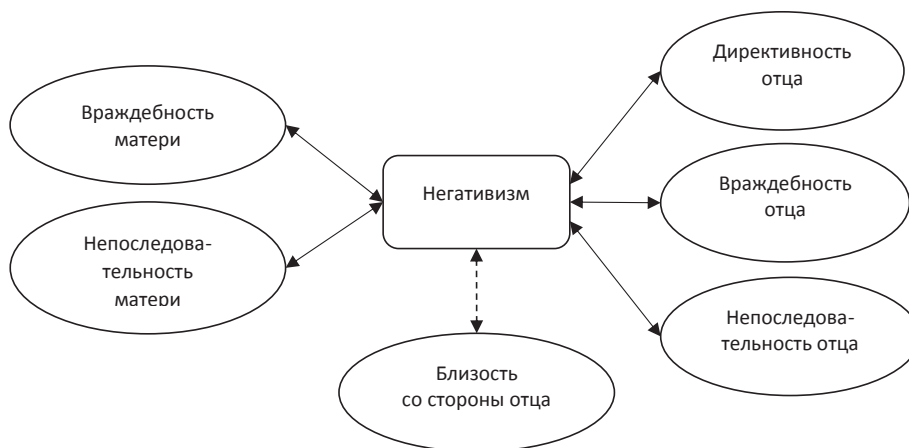 Враждебность
матери
Непоследова-
тельность
матери
Негативизм
Близость
со стороны отца
Директивность
отца
Враждебность
отца
Непоследова-
тельность отца